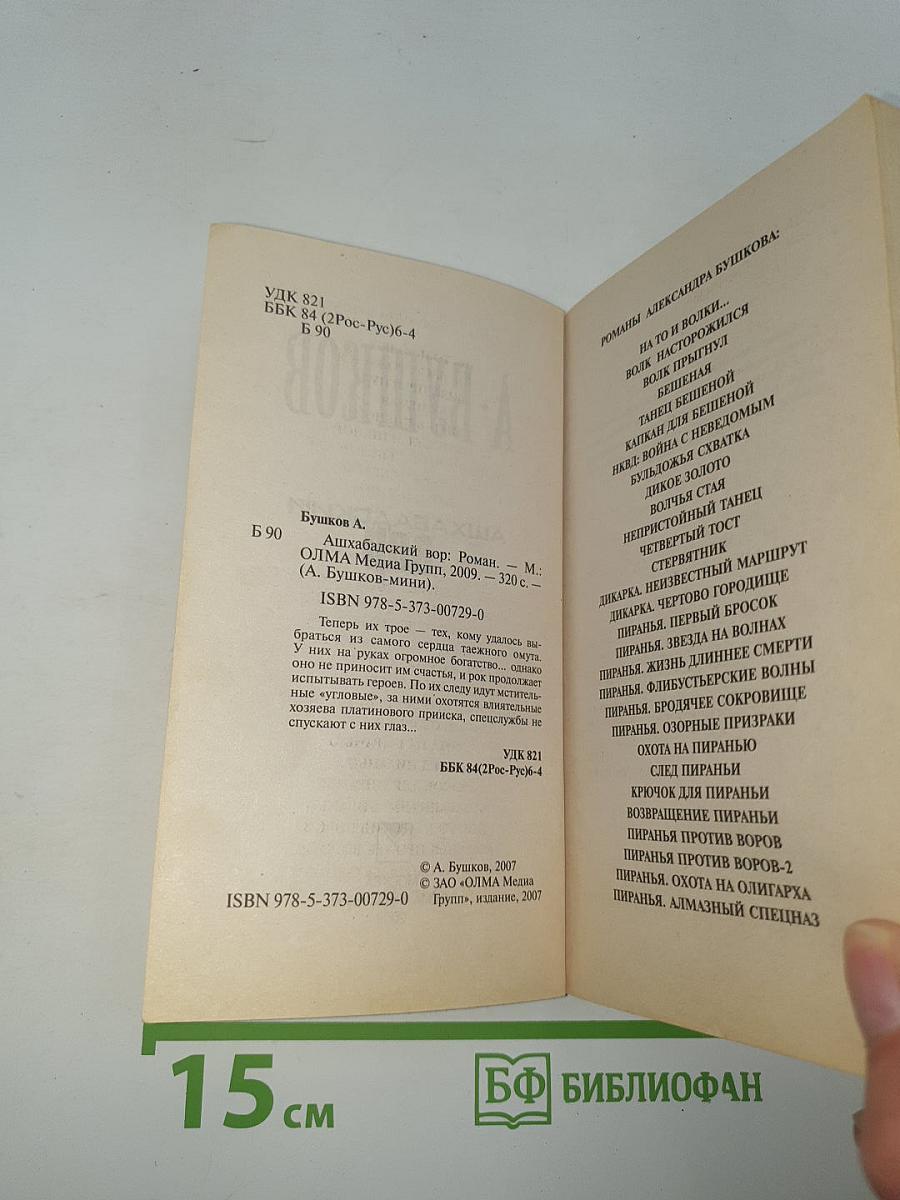 УДК 821
ББК 84 (2Рос-Рус)6-4
Б 90
Бушков А.
Б 90
Ашхабадский вор: Роман. — М.:
ОЛМА Медиа Групп, 2009. — 320 с. —
(А. Бушков-мини).
ISBN 978-5-373-00729-0
Теперь их трое — тех, кому удалось вы-
браться из самого сердца таежного омута.
У них на руках огромное богатство... однако
оно не приносит им счастья, и рок продолжает
испытывать героев. По их следу идут мститель-
ные «угловые», за ними охотятся влиятельные
хозяева платинового прииска, спецслужбы не
спускают с них глаз...
УДК 821
ББК 84(2Рос-Рус)6-4
© А. Бушков, 2007
© ЗАО «ОЛМА Медиа
Групп», издание, 2007
ISBN 978-5-373-00729-0
РОМАНЫ АЛЕКСАНДРА БУШКОВА:
НА ТО И ВОЛКИ...
ВОЛК НАСТОРОЖИЛСЯ
ВОЛК ПРЫГНУЛ
БЕШЕНАЯ
ТАНЕЦ БЕШЕНОЙ
КАПКАН ДЛЯ БЕШЕНОЙ
НКВД: ВОЙНА С НЕВЕДОМЫМ
БУЛЬДОЖЬЯ СХВАТКА
ДИКОЕ ЗОЛОТО
ВОЛЧЬЯ СТАЯ
НЕПРИСТОЙНЫЙ ТАНЕЦ
ЧЕТВЕРТЫЙ ТОСТ
СТЕРВЯТНИК
ДИКАРКА. НЕИЗВЕСТНЫЙ МАРШРУТ
ДИКАРКА. ЧЕРТОВО ГОРОДИЩЕ
ПИРАНЬЯ. ПЕРВЫЙ БРОСОК
ПИРАНЬЯ. ЗВЕЗДА НА ВОЛНАХ
ПИРАНЬЯ. ЖИЗНЬ ДЛИННЕЕ СМЕРТИ
ПИРАНЬЯ. ФЛИБУСТЬЕРСКИЕ ВОЛНЫ
ПИРАНЬЯ. БРОДЯЧЕЕ СОКРОВИЩЕ
ПИРАНЬЯ. ОЗОРНЫЕ ПРИЗРАКИ
ОХОТА НА ПИРАНЬЮ
СЛЕД ПИРАНЬИ
КРЮЧОК ДЛЯ ПИРАНЬИ
ВОЗВРАЩЕНИЕ ПИРАНЬИ
ПИРАНЬЯ ПРОТИВ ВОРОВ
ПИРАНЬЯ ПРОТИВ ВОРОВ-2
ПИРАНЬЯ. ОХОТА НА ОЛИГАРХА
ПИРАНЬЯ. АЛМАЗНЫЙ СПЕЦНАЗ
15 см
БФ БИБЛИОФАН